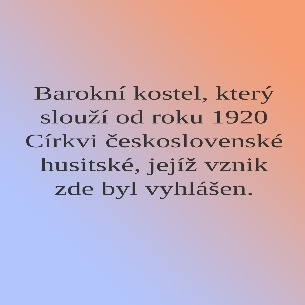 Barokní kostel, který
slouží od roku 1920
Církvi československé
husitské, jejíž vznik
zde byl vyhlášen.